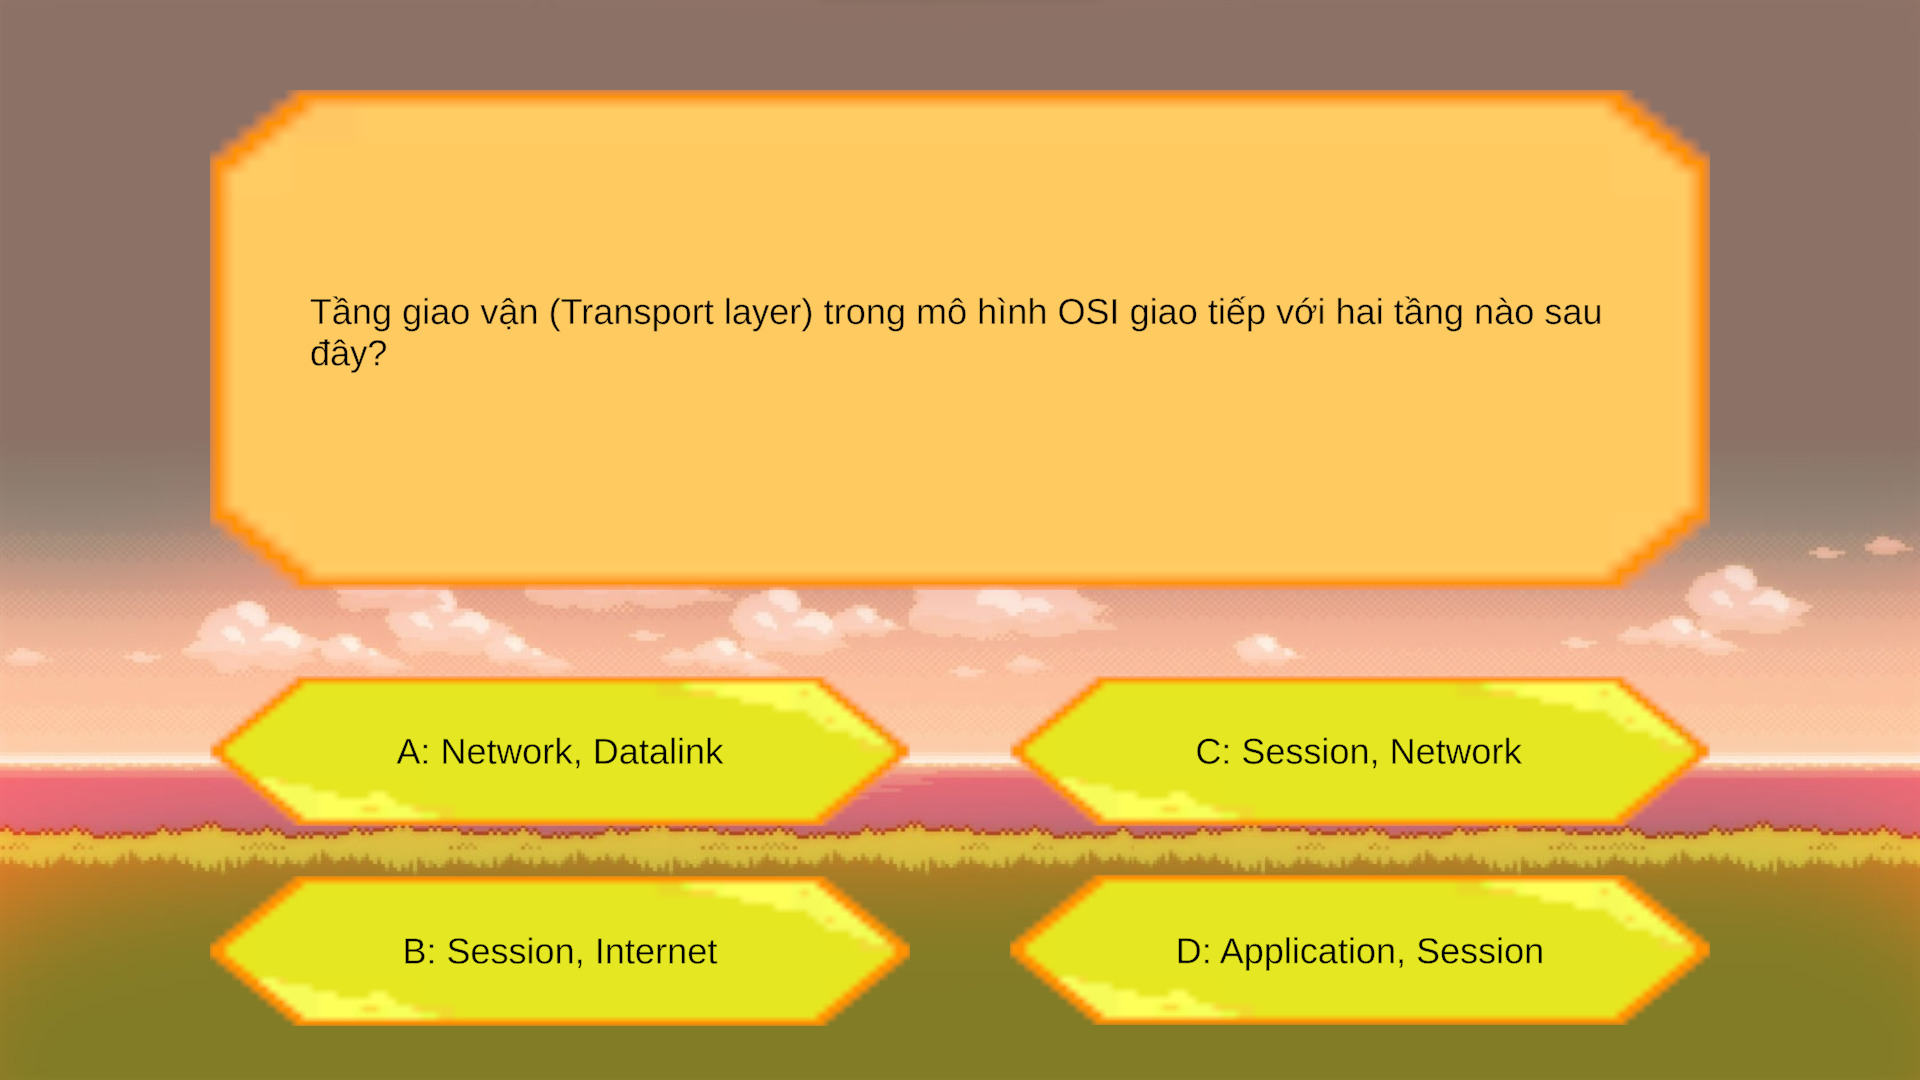 Tầng giao vận (Transport layer) trong mô hình OSI giao tiếp với hai tầng nào sau
đây?
A: Network, Datalink
C: Session, Network
B: Session, Internet
D: Application, Session